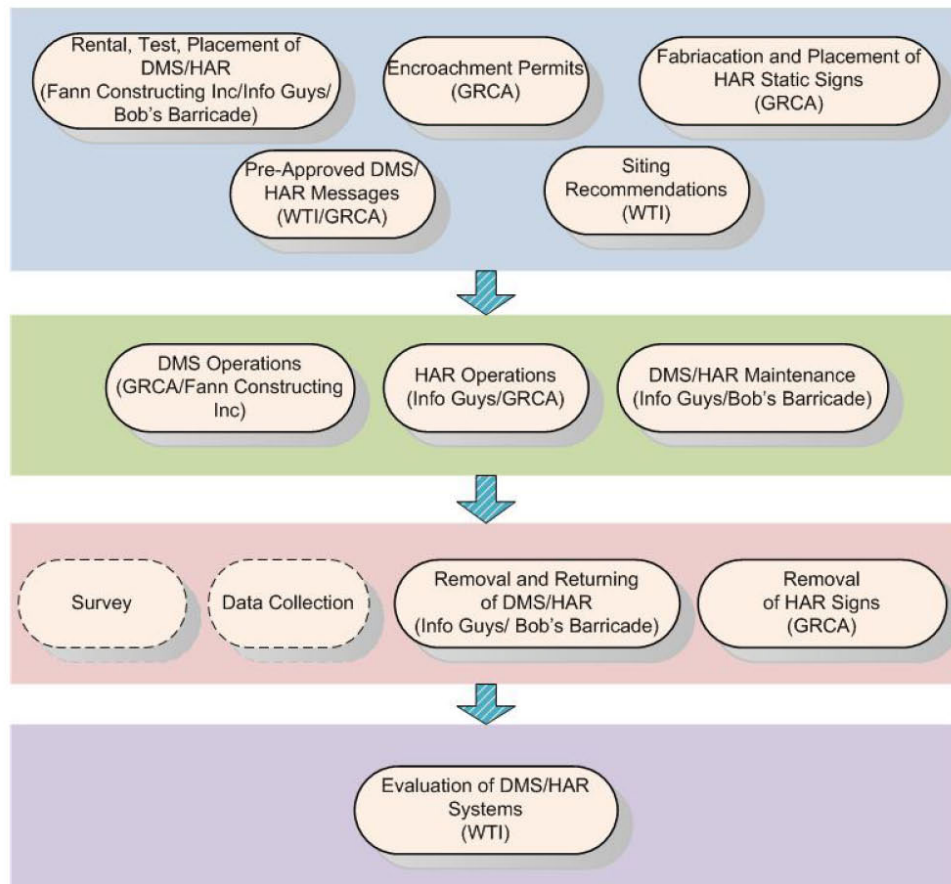 Rental, Test, Placement of
DMS/HAR
(Fann Constructing Inc/Info Guys/
Bob's Barricade)
Encroachment Permits
(GRCA)
Fabriacation and Placement of
HAR Static Signs
(GRCA)
Pre-Approved DMS/
HAR Messages
(WTI/GRCA)
Siting
Recommendations
(WTI)
DMS Operations
(GRCA/Fann Constructing
Inc)
HAR Operations
(Info Guys/GRCA)
DMS/HAR Maintenance
(Info Guys/Bob's Barricade)
Survey
Data Collection
Removal and Returning
of DMS/HAR
(Info Guys/ Bob's Barricade)
Removal
of HAR Signs
(GRCA)
Evaluation of DMS/HAR
Systems
(WTI)